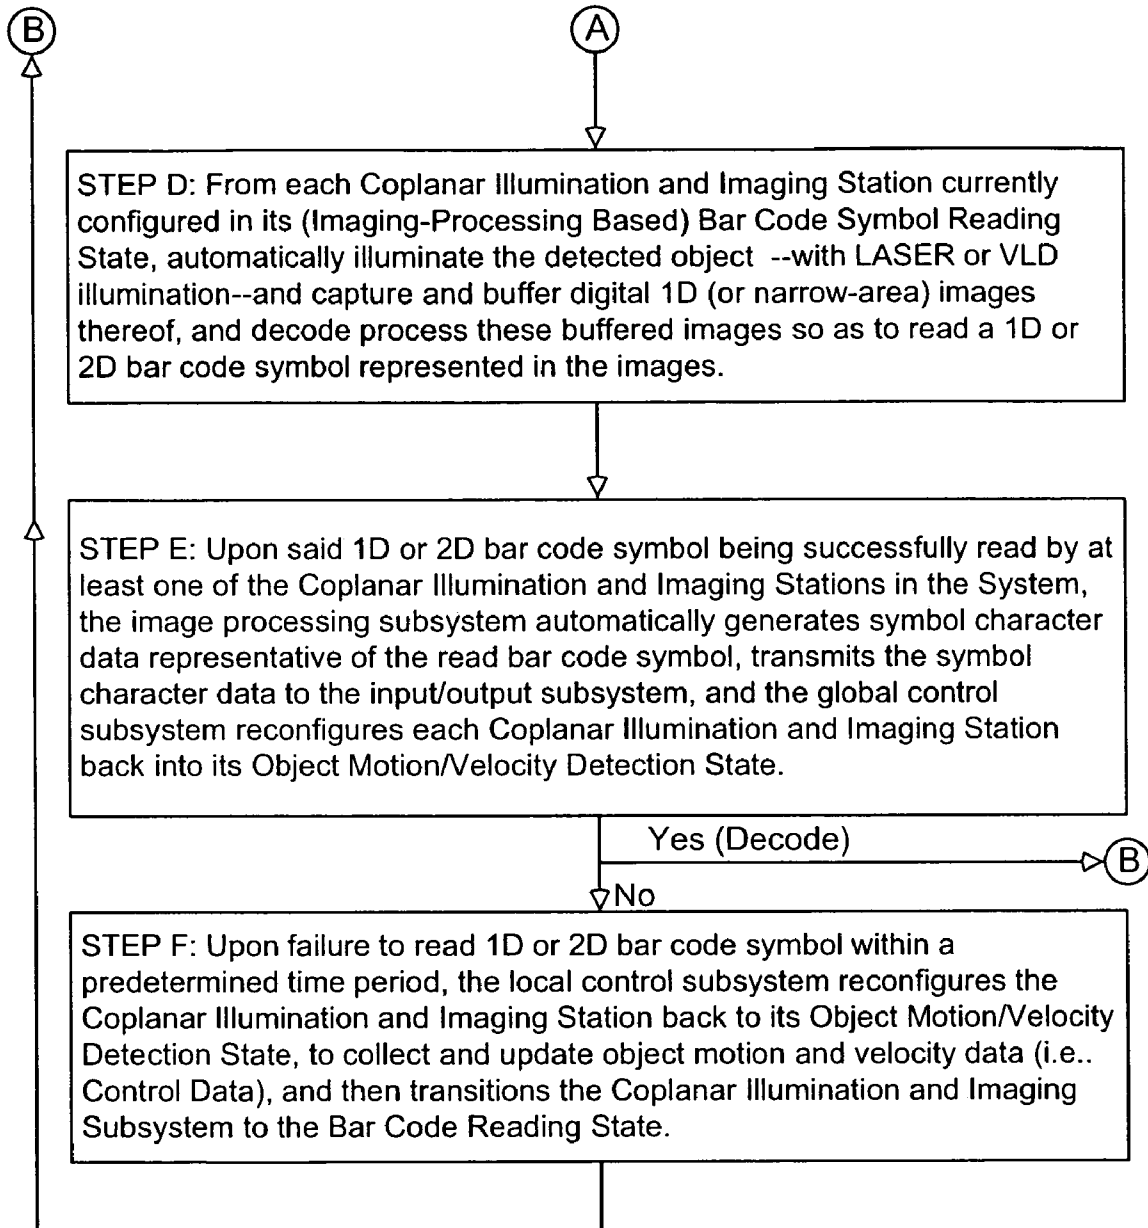 B
A
STEP D: From each Coplanar Illumination and Imaging Station currently
configured in its (Imaging-Processing Based) Bar Code Symbol Reading
State, automatically illuminate the detected object --with LASER or VLD
illumination--and capture and buffer digital 1D (or narrow-area) images
thereof, and decode process these buffered images so as to read a 1D or
2D bar code symbol represented in the images.
STEP E: Upon said 1D or 2D bar code symbol being successfully read by at
least one of the Coplanar Illumination and Imaging Stations in the System,
the image processing subsystem automatically generates symbol character
data representative of the read bar code symbol, transmits the symbol
character data to the input/output subsystem, and the global control
subsystem reconfigures each Coplanar Illumination and Imaging Station
back into its Object Motion/Velocity Detection State.
Yes (Decode)
B
No
STEP F: Upon failure to read 1D or 2D bar code symbol within a
predetermined time period, the local control subsystem reconfigures the
Coplanar Illumination and Imaging Station back to its Object Motion/Velocity
Detection State, to collect and update object motion and velocity data (i.e..
Control Data), and then transitions the Coplanar Illumination and Imaging
Subsystem to the Bar Code Reading State.